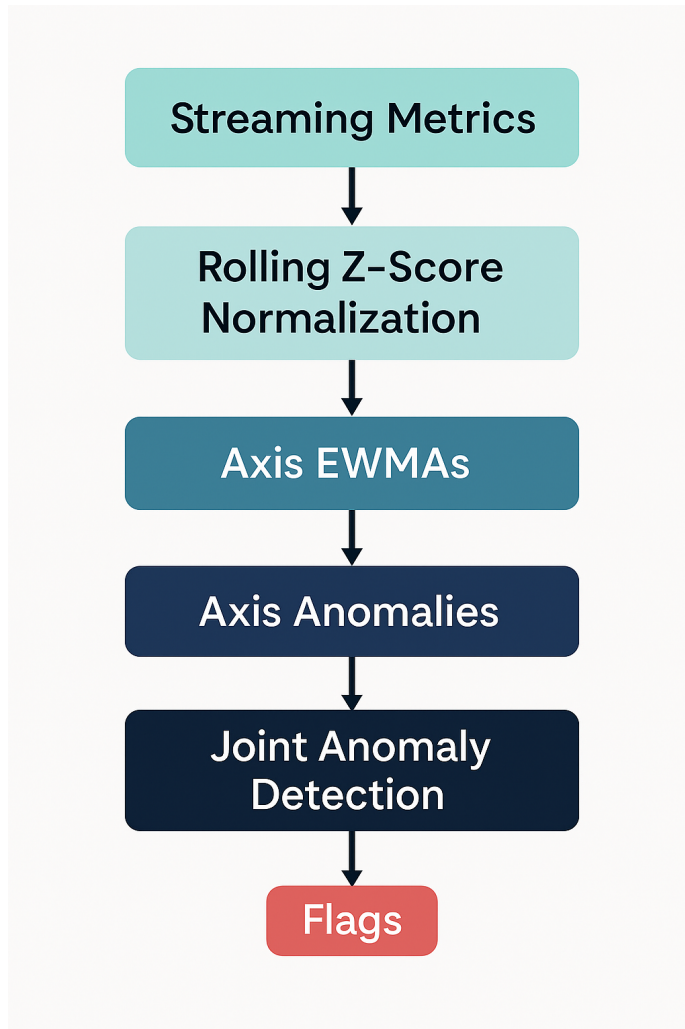 Streaming Metrics
Rolling Z-Score
Normalization
Axis EWMAs
Axis Anomalies
Joint Anomaly
Detection
Flags